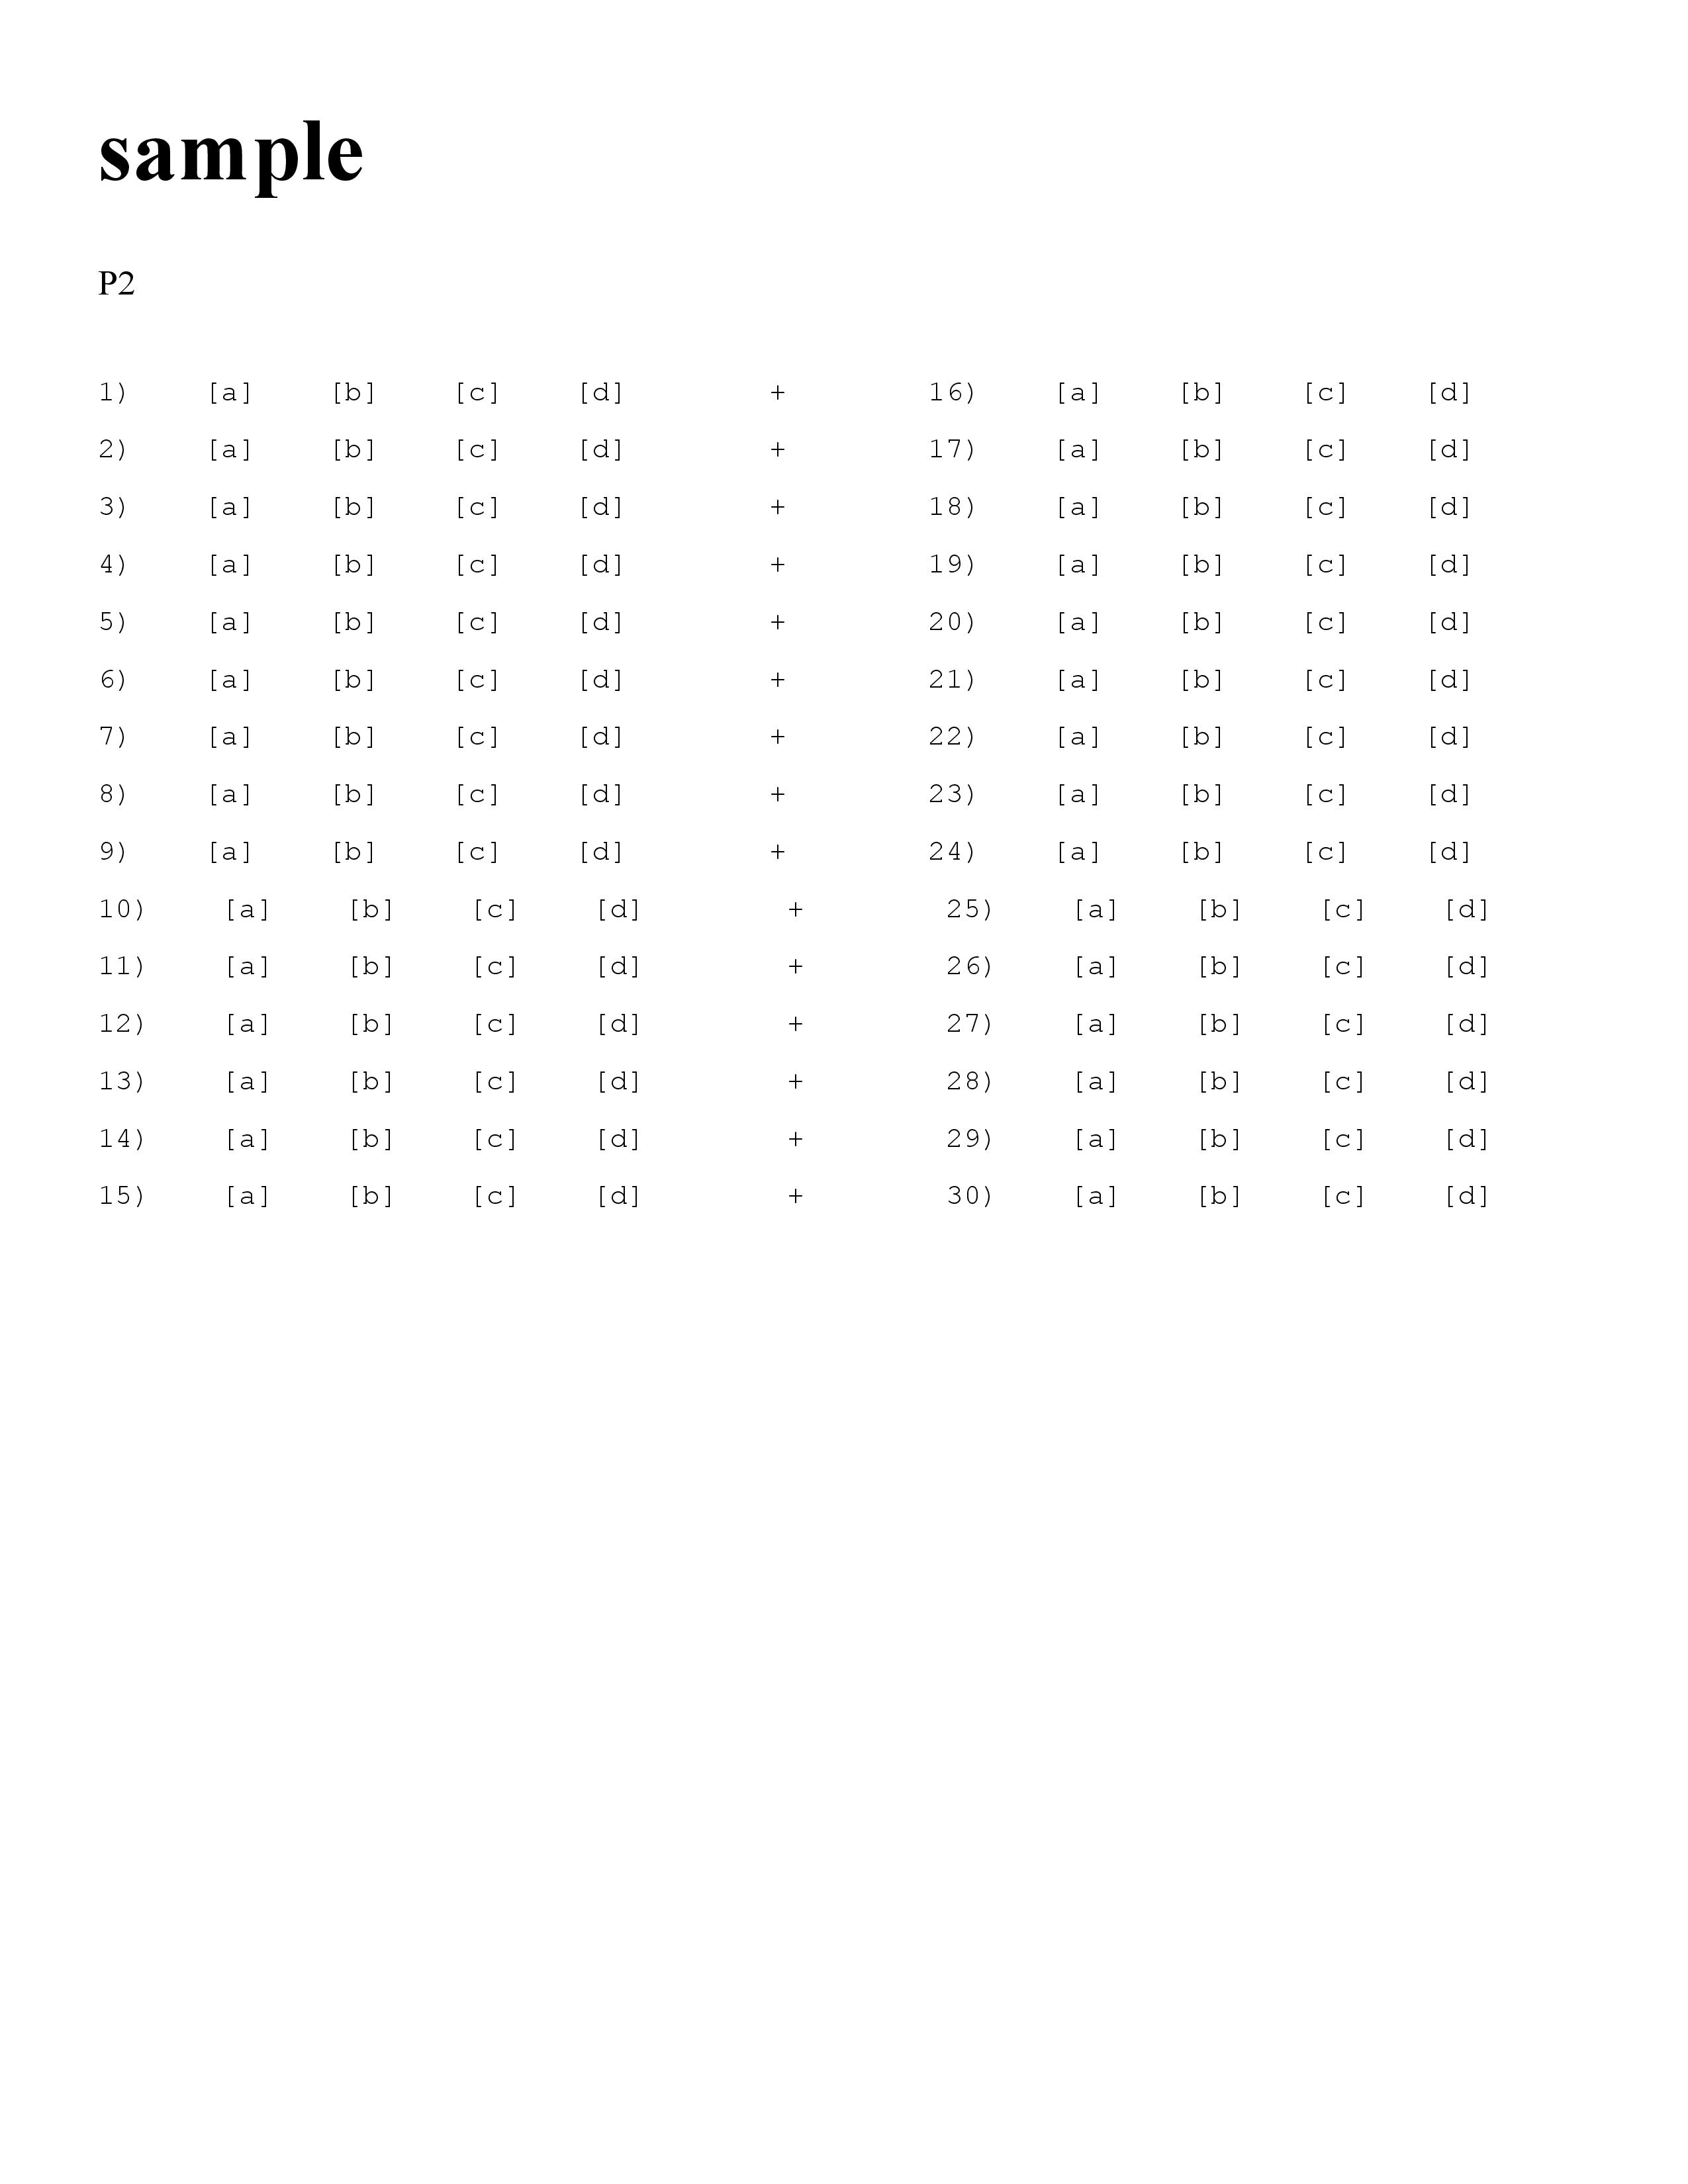 sample
P2
1) [a] [b] [c] [d] + 16) [a] [b] [c] [d]
2) [a] [b] [c] [d] + 17) [a] [b] [c] [d]
3) [a] [b] [c] [d] + 18) [a] [b] [c] [d]
4) [a] [b] [c] [d] + 19) [a] [b] [c] [d]
5) [a] [b] [c] [d] + 20) [a] [b] [c] [d]
6) [a] [b] [c] [d] + 21) [a] [b] [c] [d]
7) [a] [b] [c] [d] + 22) [a] [b] [c] [d]
8) [a] [b] [c] [d] + 23) [a] [b] [c] [d]
9) [a] [b] [c] [d] + 24) [a] [b] [c] [d]
10) [a] [b] [c] [d] + 25) [a] [b] [c] [d]
11) [a] [b] [c] [d] + 26) [a] [b] [c] [d]
12) [a] [b] [c] [d] + 27) [a] [b] [c] [d]
13) [a] [b] [c] [d] + 28) [a] [b] [c] [d]
14) [a] [b] [c] [d] + 29) [a] [b] [c] [d]
15) [a] [b] [c] [d] + 30) [a] [b] [c] [d]